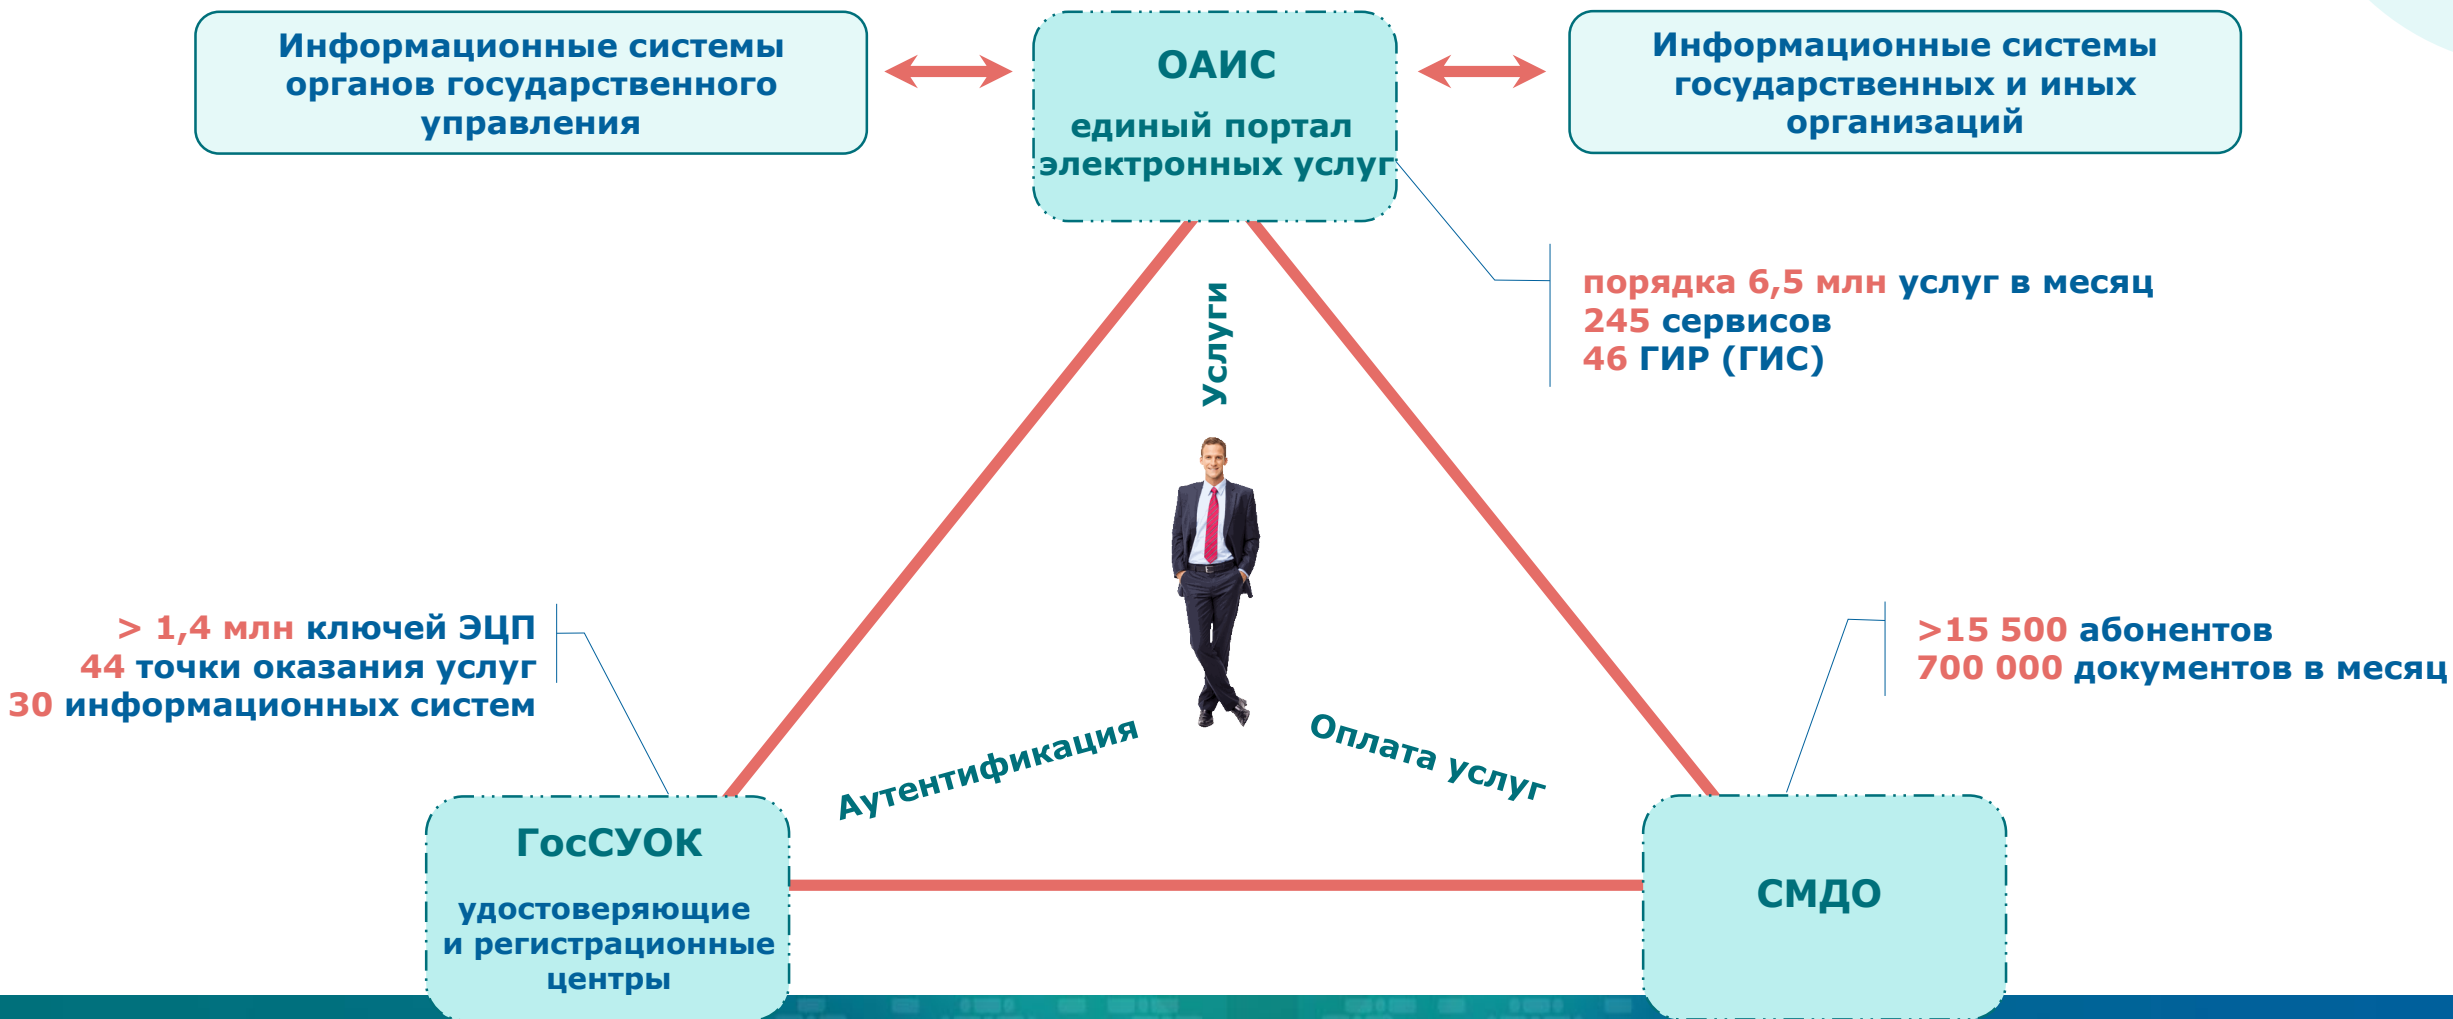 Информационные системы
органов государственного
управления
ОАИС
единый портал
электронных услуг
Информационные системы
государственных и иных
организаций
порядка 6,5 млн услуг в месяц
245 сервисов
46 ГИР (ГИС)
Услуги
> 1,4 млн ключей ЭЦП
44 точки оказания услуг
30 информационных систем
>15 500 абонентов
700 000 документов в месяц
Аутентификация
Оплата услуг
ГосСУОК
удостоверяющие
и регистрационные
центры
СМДО